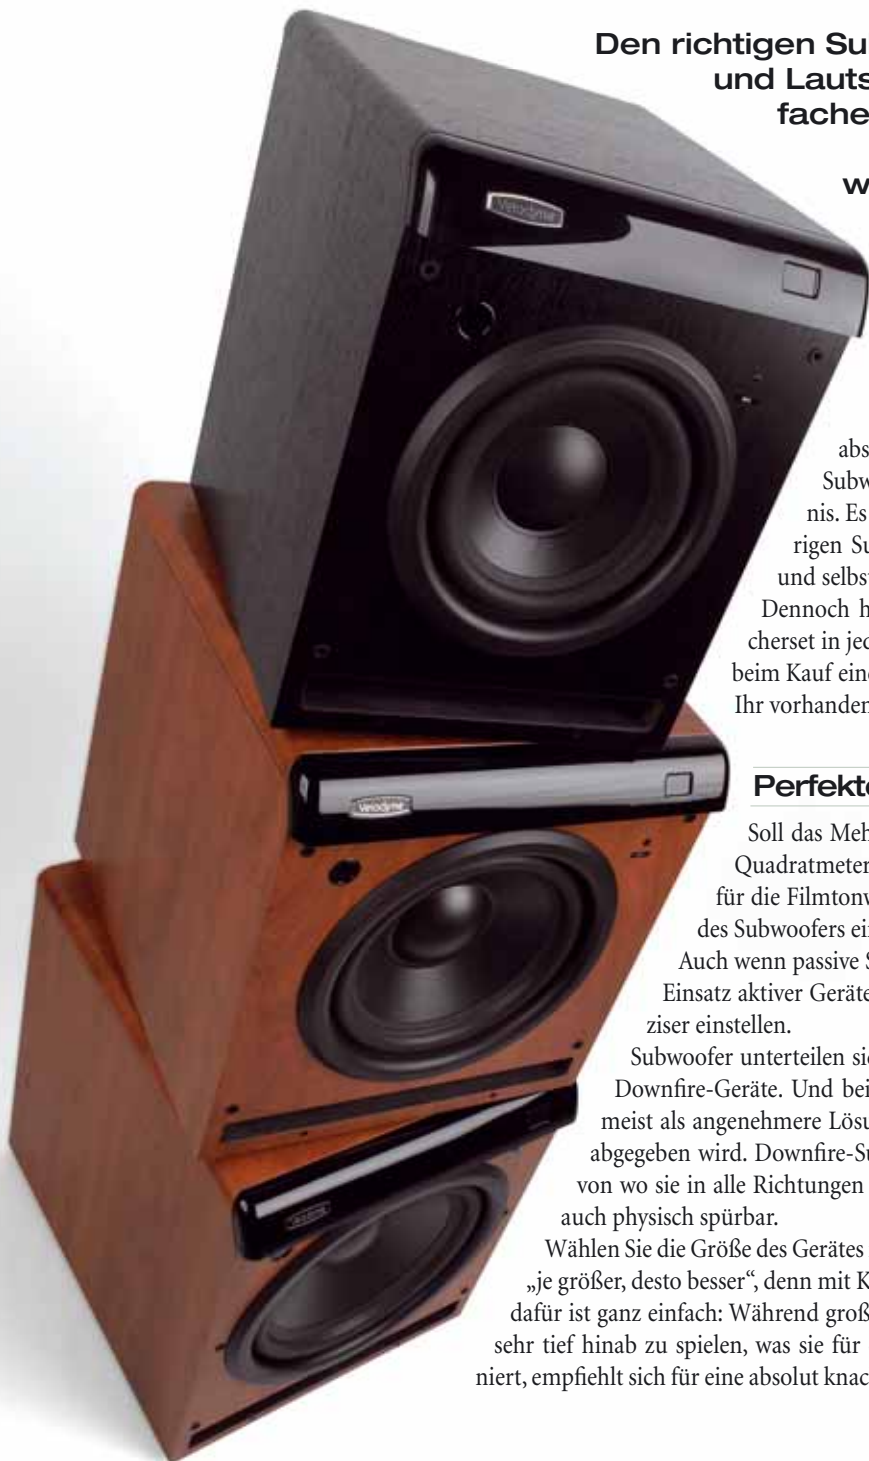 Den richtigen Su
und Lauts
fache
w
Velodyne
abs
Subw
nis. Es
rigen Su
und selbst
Dennoch h
cherset in jed
beim Kauf eine
Ihr vorhanden
Velodyne
Perfekte
Soll das Meh
Quadratmeter
für die Filmtonw
des Subwoofers ein
Auch wenn passive S
Einsatz aktiver Geräte
ziser einstellen.
Subwoofer unterteilen sie
Downfire-Geräte. Und bei
meist als angenehmere Lösu
abgegeben wird. Downfire-Su
von wo sie in alle Richtungen
auch physisch spürbar.
Wählen Sie die Größe des Gerätes
„je größer, desto besser“, denn mit K
dafür ist ganz einfach: Während groß
sehr tief hinab zu spielen, was sie für
niert, empfiehlt sich für eine absolut knac